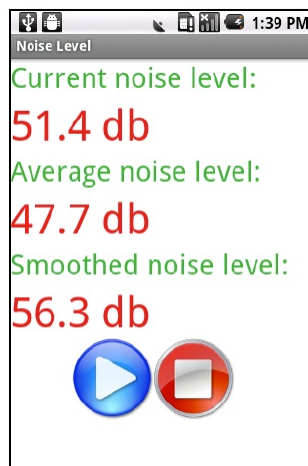 1:39 PM
Noise Level
Current noise level:
51.4 db
Average noise level:
47.7 db
Smoothed noise level:
56.3 db